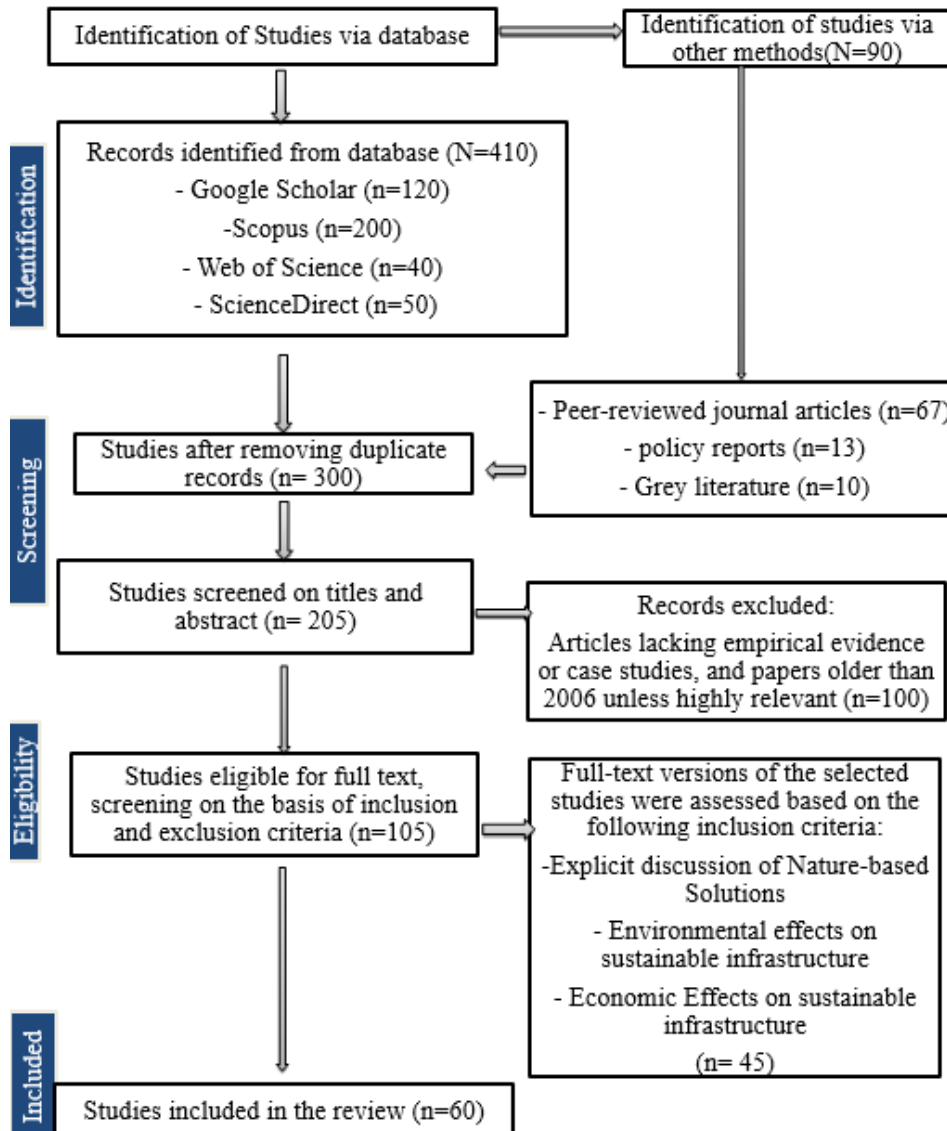 Identification of Studies via database
Identification of studies via
other methods(N=90)
Identification
Records identified from database (N=410)
- Google Scholar (n=120)
-Scopus (n=200)
- Web of Science (n=40)
- ScienceDirect (n=50)
- Peer-reviewed journal articles (n=67)
- policy reports (n=13)
- Grey literature (n=10)
Screening
Studies after removing duplicate
records (n= 300)
Studies screened on titles and
abstract (n= 205)
Records excluded:
Articles lacking empirical evidence
or case studies, and papers older than
2006 unless highly relevant (n=100)
Eligibility
Studies eligible for full text,
screening on the basis of inclusion
and exclusion criteria (n=105)
Full-text versions of the selected
studies were assessed based on the
following inclusion criteria:
-Explicit discussion of Nature-based
Solutions
- Environmental effects on
sustainable infrastructure
- Economic Effects on sustainable
infrastructure
(n= 45)
Included
Studies included in the review (n=60)